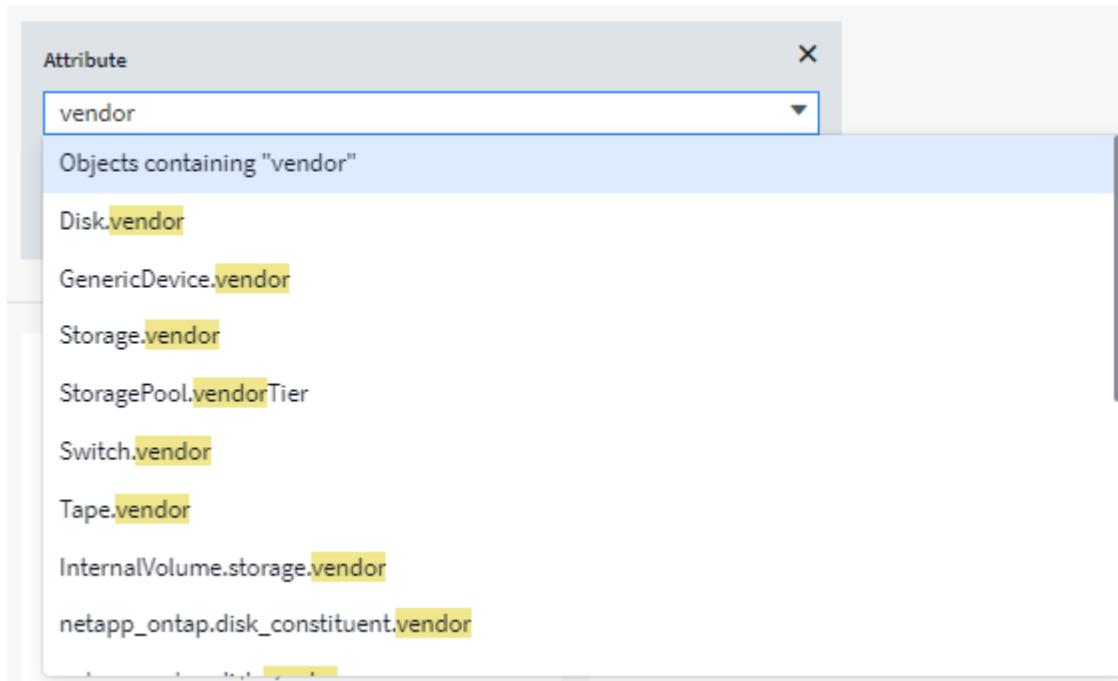 Attribute
vendor
Objects containing "vendor"
Disk.vendor
GenericDevice.vendor
Storage.vendor
StoragePool.vendorTier
Switch.vendor
Tape.vendor
InternalVolume.storage.vendor
netapp_ontap.disk_constituent.vendor